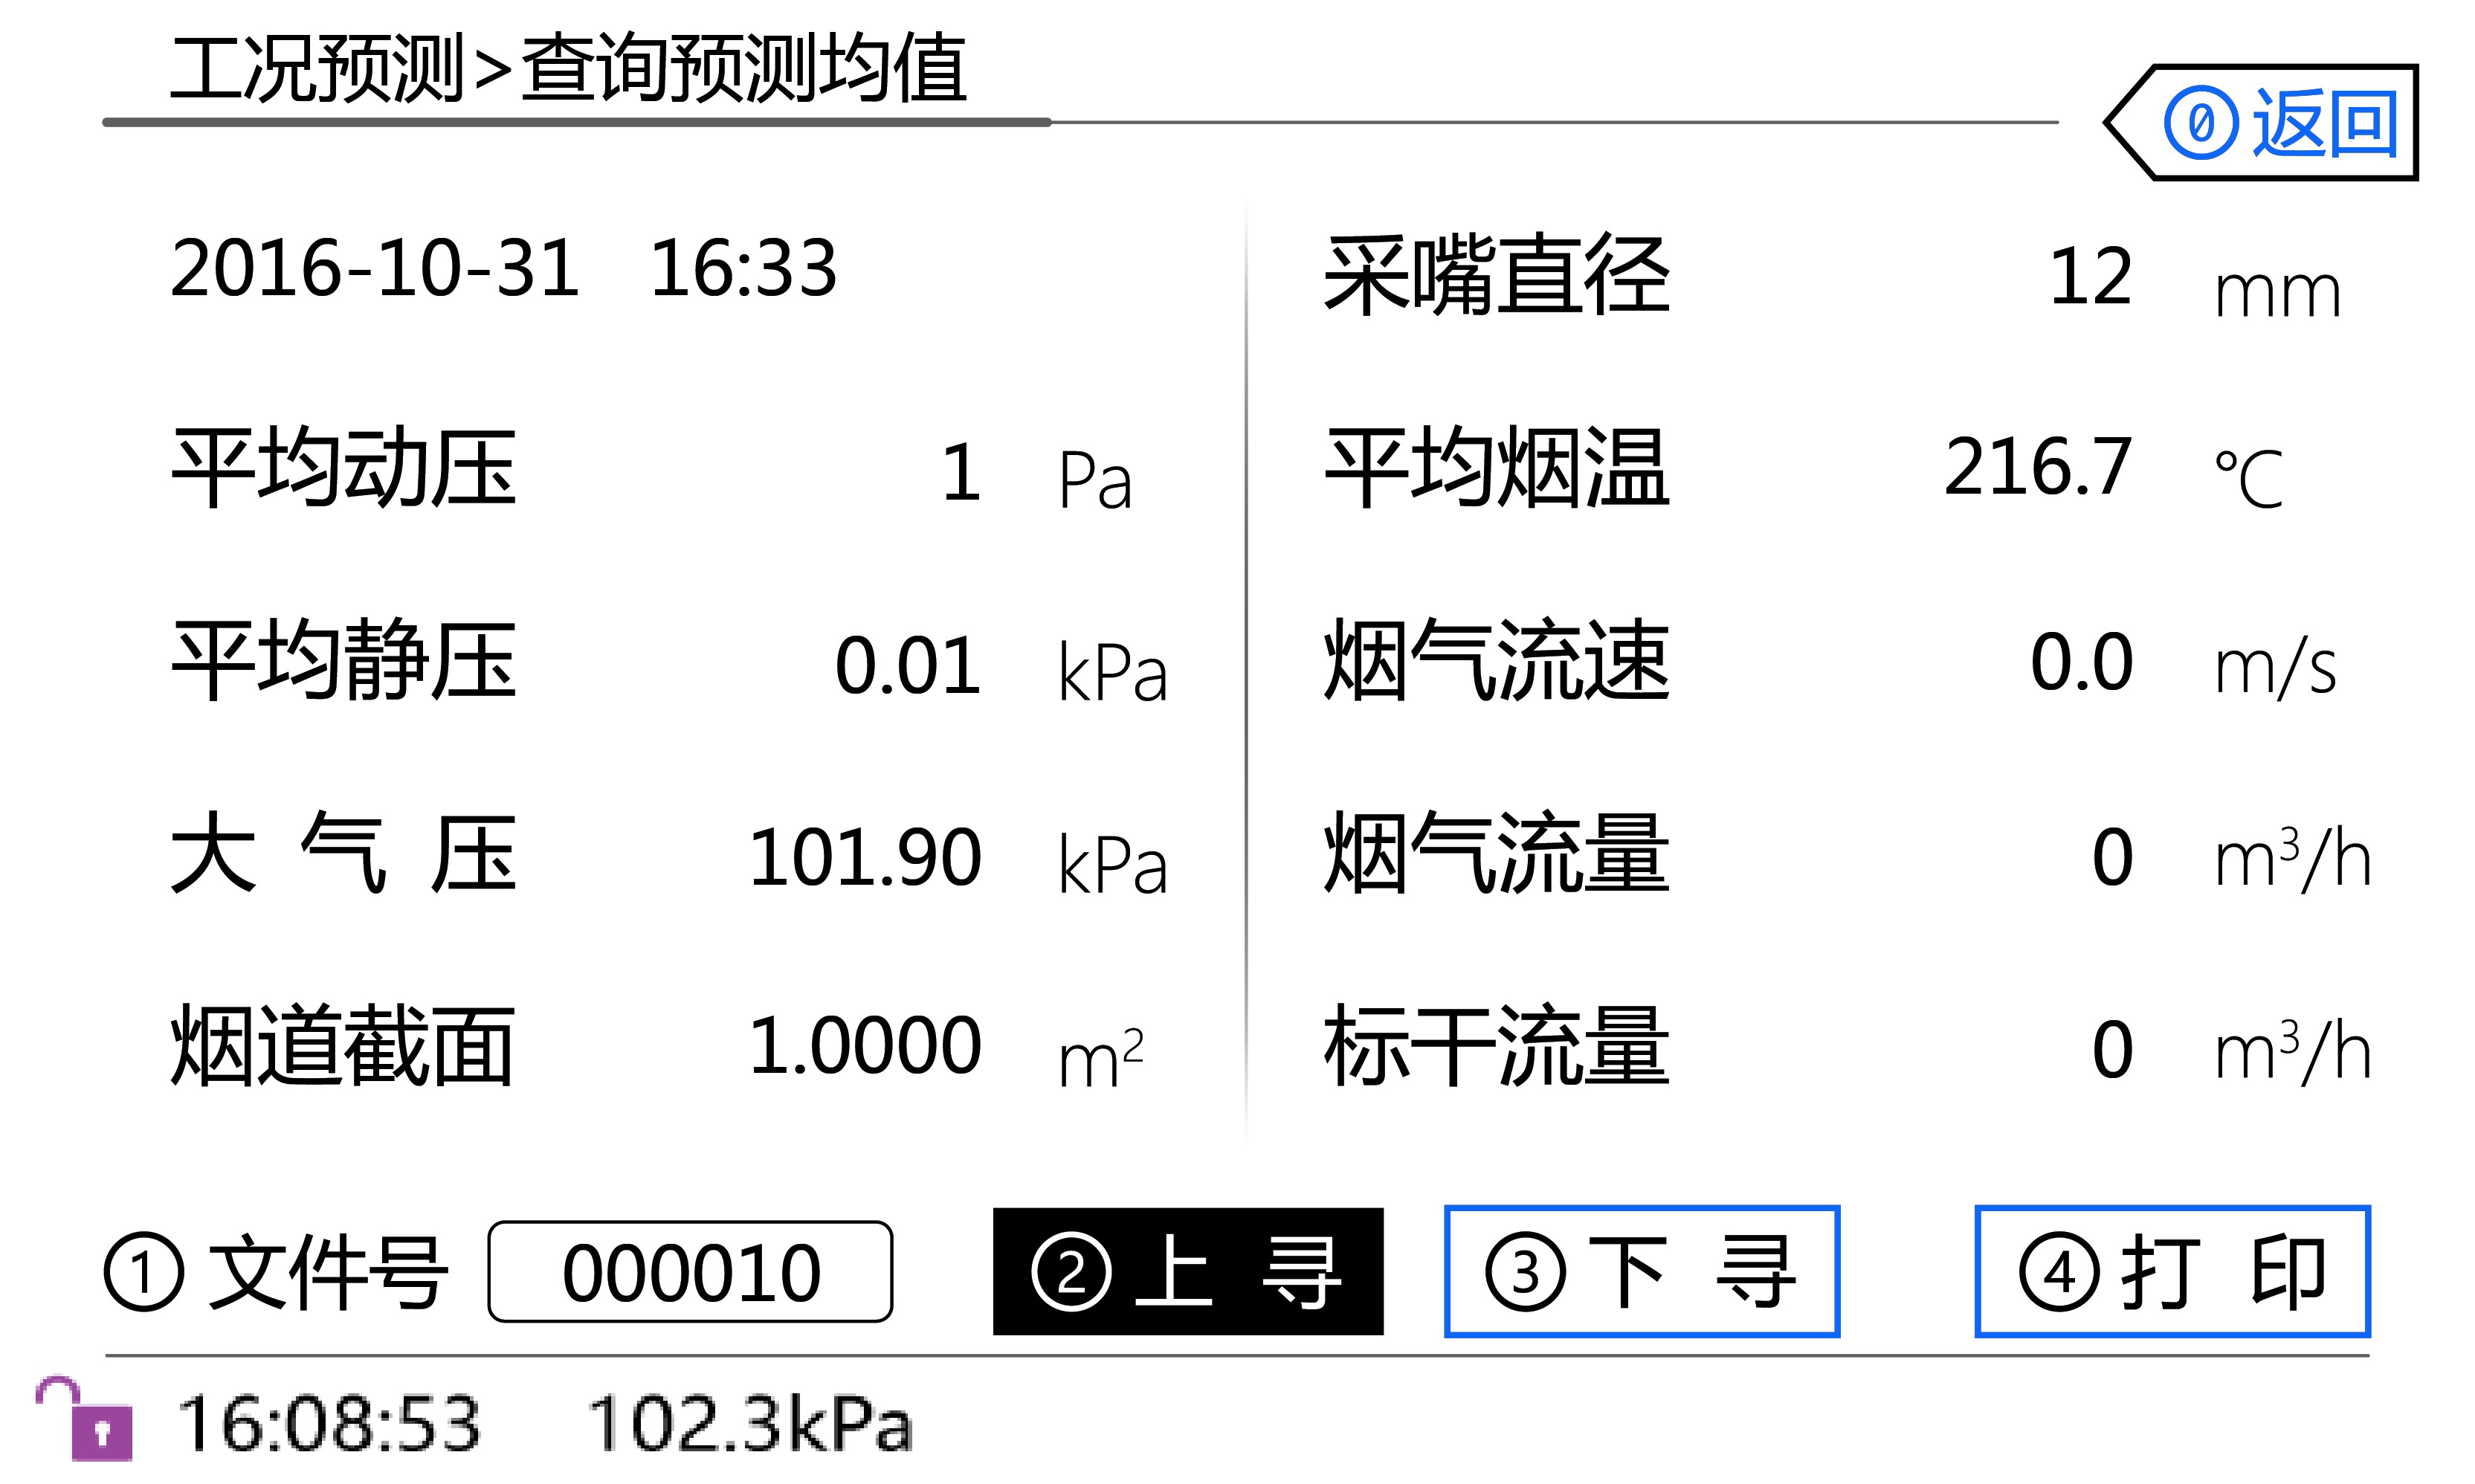 工况预测>查询预测均值
⓪返回
2016-10-31 16:33
采嘴直径 12 mm
平均动压 1 Pa
平均烟温 216.7 ℃
平均静压 0.01 kPa
烟气流速 0.0 m/s
大气压 101.90 kPa
烟气流量 0 m³/h
烟道截面 1.0000 m²
标干流量 0 m³/h
①文件号 000010 ②上寻 ③下寻 ④打印
16:08:53 102.3kPa